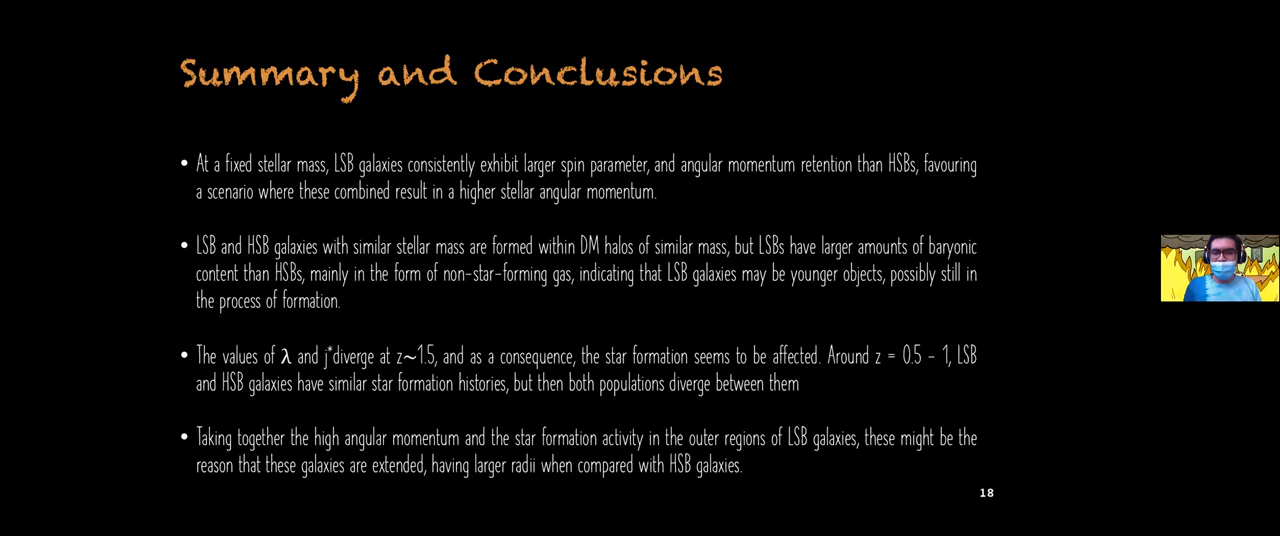 Summary and Conclusions
• At a fixed stellar mass, LSB galaxies consistently exhibit larger spin parameter, and angular momentum retention than HSBs, favouring
a scenario where these combined result in a higher stellar angular momentum.
• LSB and HSB galaxies with similar stellar mass are formed within DM halos of similar mass, but LSBs have larger amounts of baryonic
content than HSBs, mainly in the form of non-star-forming gas, indicating that LSB galaxies may be younger objects, possibly still in
the process of formation.
• The values of λ and j*diverge at z~1.5, and as a consequence, the star formation seems to be affected. Around z = 0.5 - 1, LSB
and HSB galaxies have similar star formation histories, but then both populations diverge between them
• Taking together the high angular momentum and the star formation activity in the outer regions of LSB galaxies, these might be the
reason that these galaxies are extended, having larger radii when compared with HSB galaxies.
18